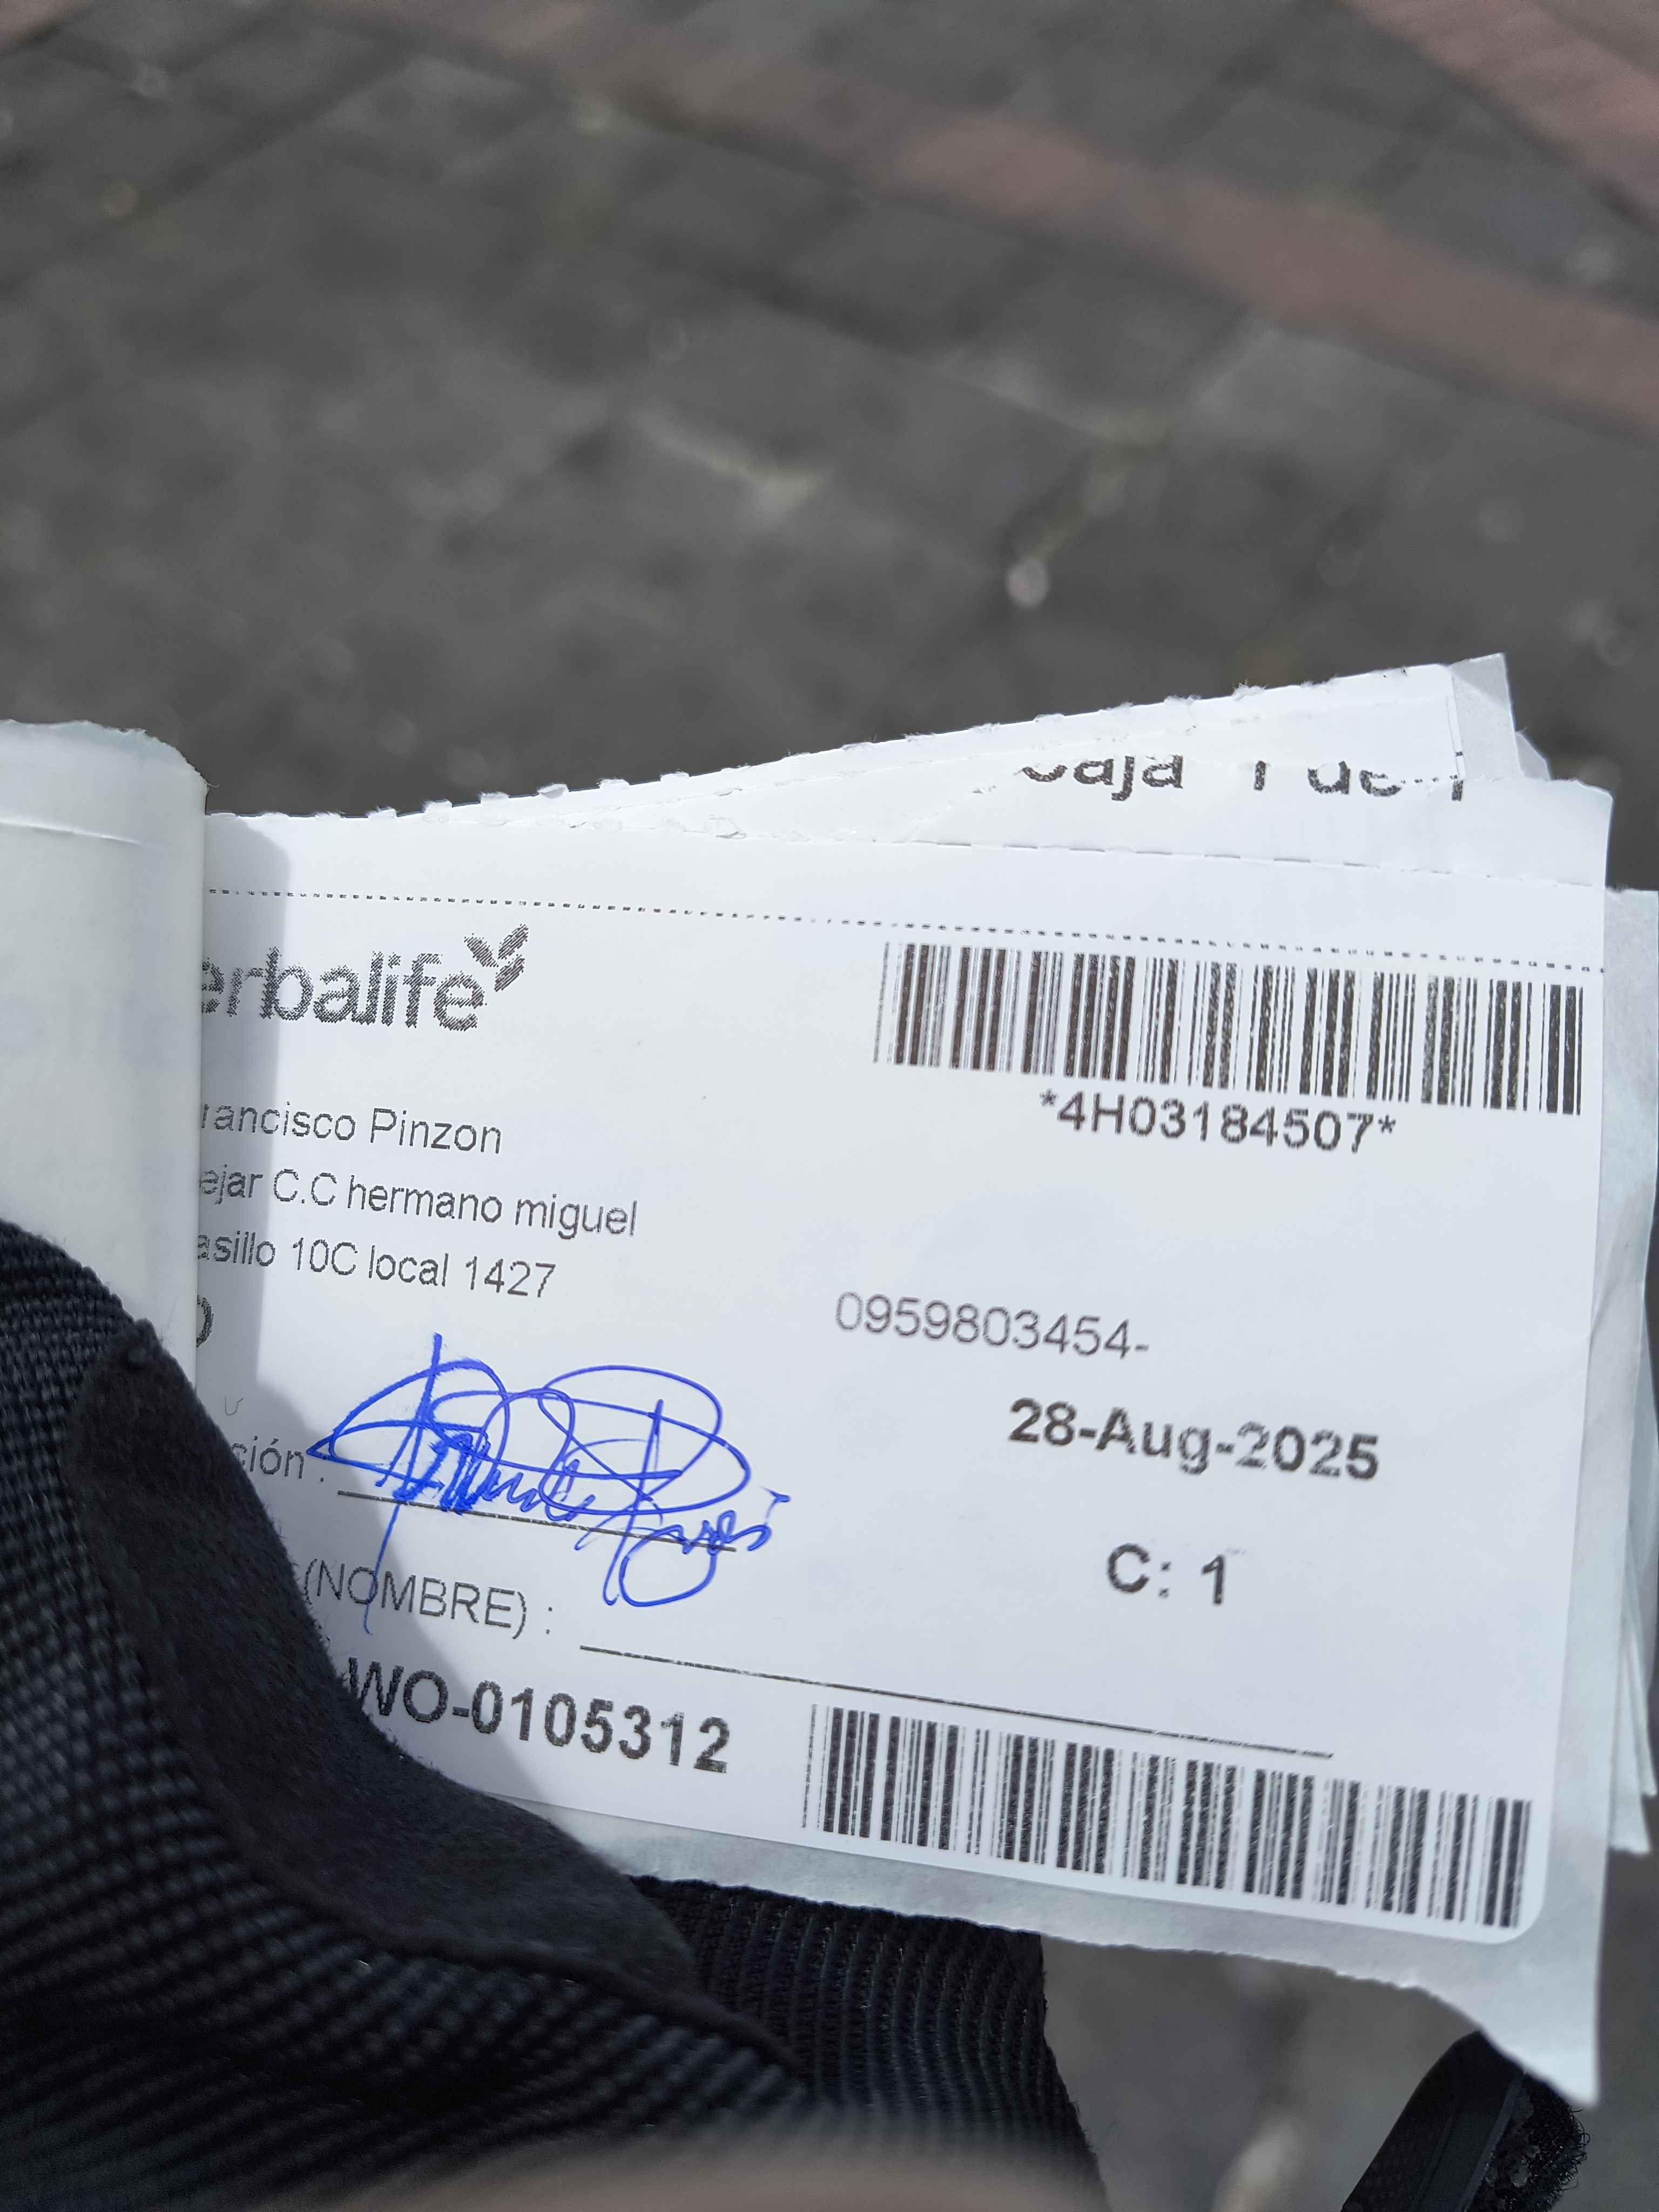 Caja 1 de 1
erbalife
*4H03184507*
rancisco Pinzon
ejar C.C hermano miguel
asillo 10C local 1427
0959803454-
28-Aug-2025
ción :
C: 1
(NOMBRE) :
WO-0105312